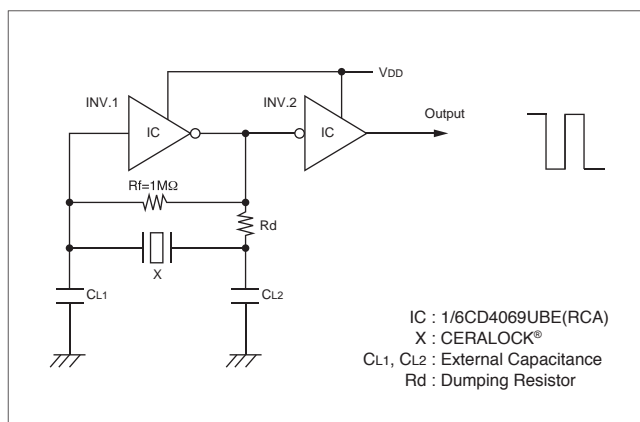 VDD
INV.1
INV.2
IC
IC
Output
Rf=1MΩ
Rd
X
CL1
CL2
IC : 1/6CD4069UBE(RCA)
X : CERALOCK®
CL1, CL2 : External Capacitance
Rd : Dumping Resistor